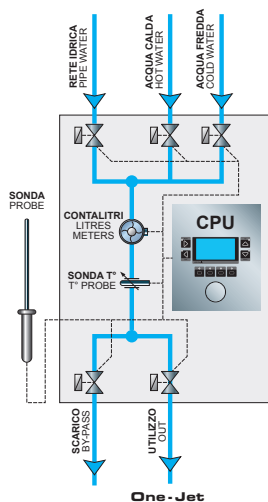 RETE IDRICA
PIPE WATER
ACQUA CALDA
HOT WATER
ACQUA FREDDA
COLD WATER
SONDA
PROBE
CONTALITRI
LITRES
METERS
CPU
SONDA T°
T° PROBE
SCARICO
BY-PASS
UTILIZZO
OUT
One-Jet